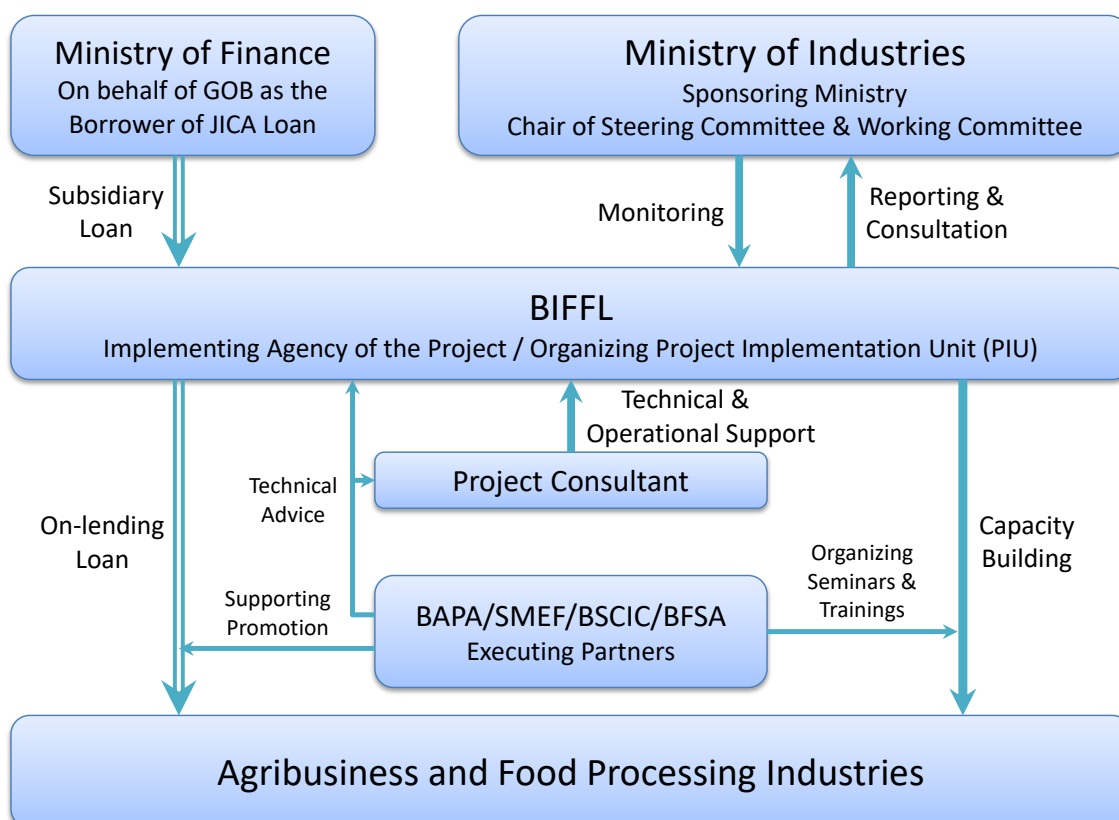 Ministry of Finance
On behalf of GOB as the
Borrower of JICA Loan
Ministry of Industries
Sponsoring Ministry
Chair of Steering Committee & Working Committee
Subsidiary
Loan
Monitoring
Reporting &
Consultation
BIFFL
Implementing Agency of the Project / Organizing Project Implementation Unit (PIU)
Technical &
Operational Support
Project Consultant
Technical
Advice
On-lending
Loan
Capacity
Building
Organizing
Seminars &
Trainings
Supporting
Promotion
BAPA/SMEF/BSCIC/BFSA
Executing Partners
Agribusiness and Food Processing Industries